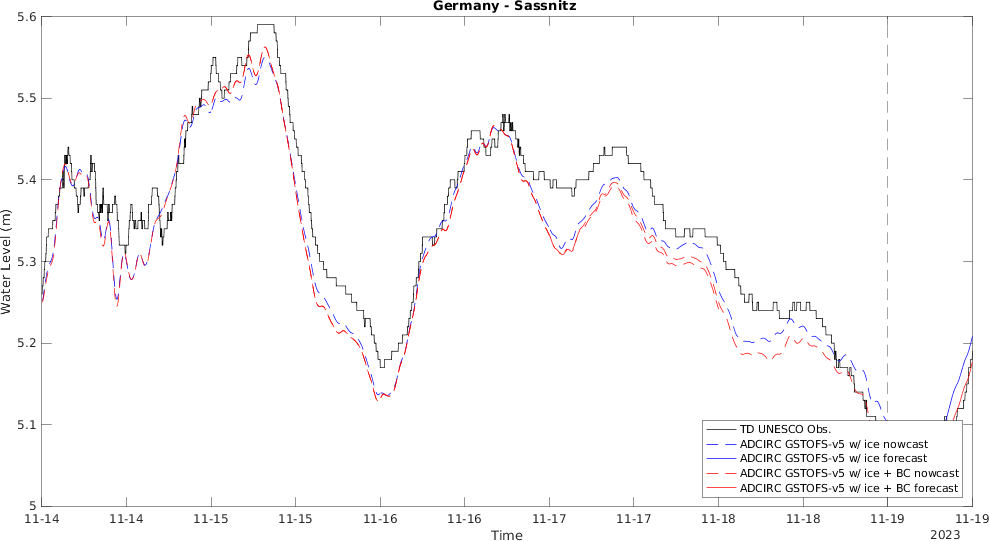 Germany - Sassnitz
5.6
5.5
5.4
5.3
5.2
5.1
5
Water Level (m)
11-14
11-14
11-15
11-15
11-16
11-16
11-17
11-17
11-18
11-18
11-19
11-19
Time
2023
TD UNESCO Obs.
ADCIRC GSTOFS-v5 w/ ice nowcast
ADCIRC GSTOFS-v5 w/ ice forecast
ADCIRC GSTOFS-v5 w/ ice + BC nowcast
ADCIRC GSTOFS-v5 w/ ice + BC forecast